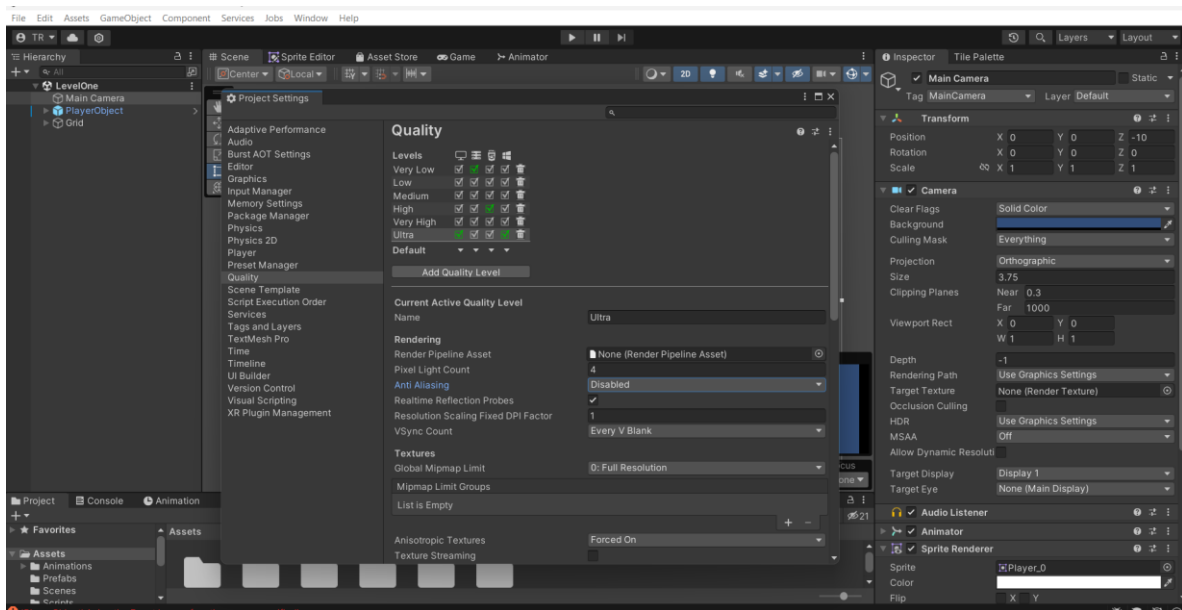 File Edit Assets GameObject Component Services Jobs Window Help
TR Layers Layout
Hierarchy
All
LevelOne
Main Camera
PlayerObject
Grid
Scene Sprite Editor Asset Store Game Animator
Center Local 2D
Project Settings
Adaptive Performance
Audio
Burst AOT Settings
Editor
Graphics
Input Manager
Memory Settings
Package Manager
Physics
Physics 2D
Player
Preset Manager
Quality
Scene Template
Script Execution Order
Services
Tags and Layers
TextMesh Pro
Time
Timeline
UI Builder
Version Control
Visual Scripting
XR Plugin Management
Quality
Levels
Very Low
Low
Medium
High
Very High
Ultra
Default
Add Quality Level
Current Active Quality Level
Name Ultra
Rendering
Render Pipeline Asset None (Render Pipeline Asset)
Pixel Light Count 4
Anti Aliasing Disabled
Realtime Reflection Probes
Resolution Scaling Fixed DPI Factor 1
VSync Count Every V Blank
Textures
Global Mipmap Limit 0: Full Resolution
Mipmap Limit Groups
List is Empty
Anisotropic Textures Forced On
Texture Streaming
Inspector Tile Palette
Main Camera Static
Tag MainCamera Layer Default
Transform
Position X 0 Y 0 Z -10
Rotation X 0 Y 0 Z 0
Scale X 1 Y 1 Z 1
Camera
Clear Flags Solid Color
Background
Culling Mask Everything
Projection Orthographic
Size 3.75
Clipping Planes Near 0.3
Far 1000
Viewport Rect X 0 Y 0
W 1 H 1
Depth -1
Rendering Path Use Graphics Settings
Target Texture None (Render Texture)
Occlusion Culling
HDR Use Graphics Settings
MSAA Off
Allow Dynamic Resoluti
Target Display Display 1
Target Eye None (Main Display)
Audio Listener
Animator
Sprite Renderer
Sprite Player_0
Color
Flip X Y
Project Console Animation
21
Favorites
Assets
Assets
Animations
Prefabs
Scenes
Scripts